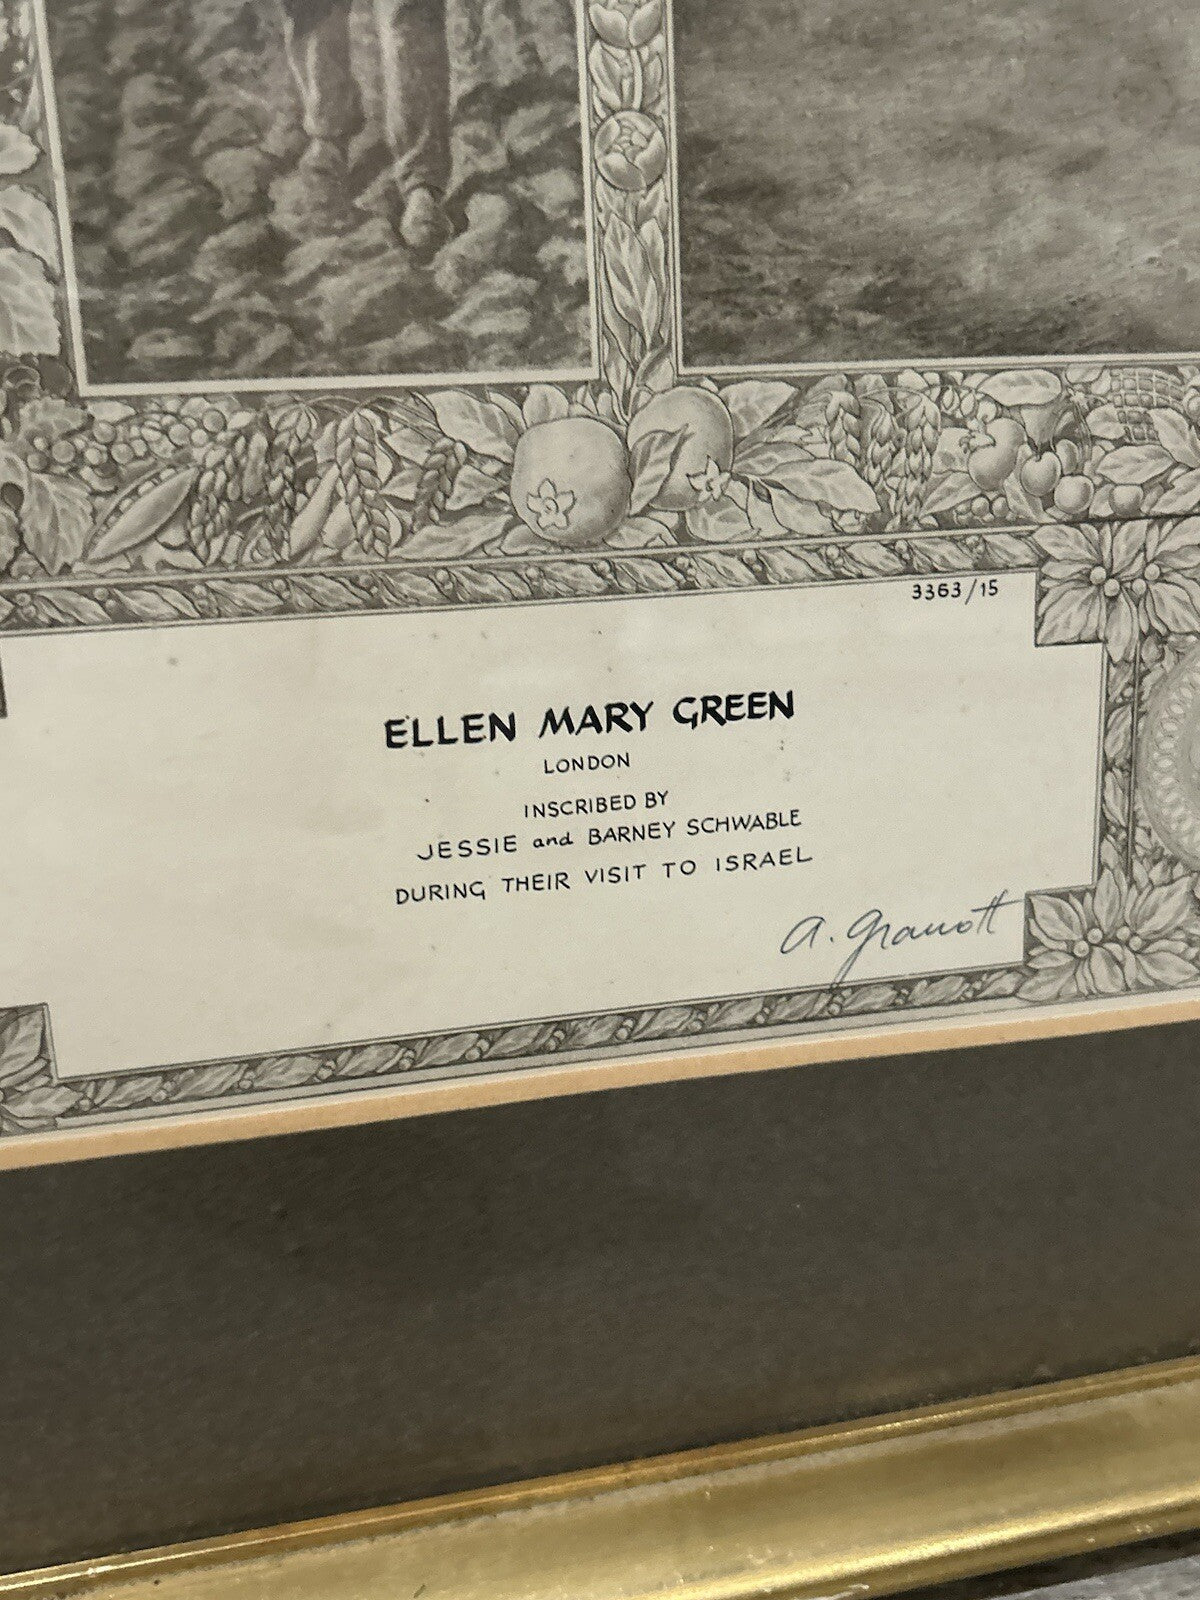 3363/15
ELLEN MARY GREEN
LONDON
INSCRIBED BY
JESSIE and BARNEY SCHWABLE
DURING THEIR VISIT TO ISRAEL
A. Granott